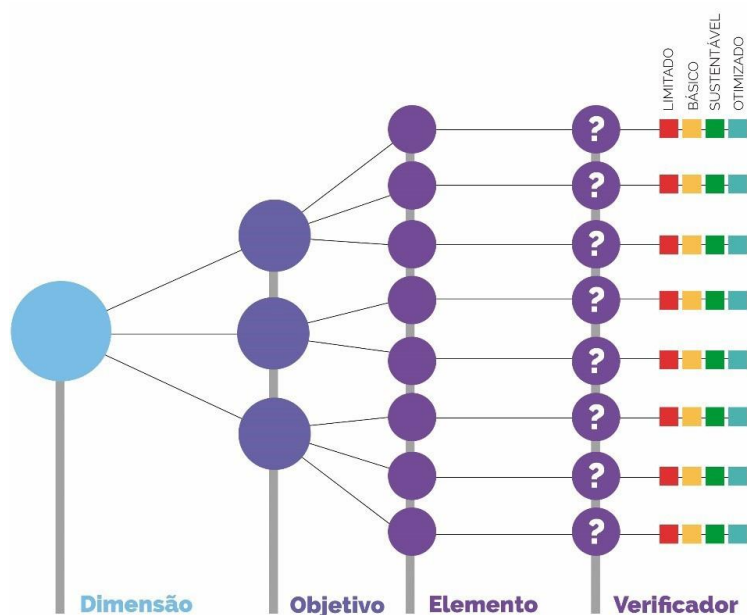 LIMITADO
BÁSICO
SUSTENTÁVEL
OTIMIZADO
?
?
?
?
?
?
?
?
Dimensão
Objetivo
Elemento
Verificador